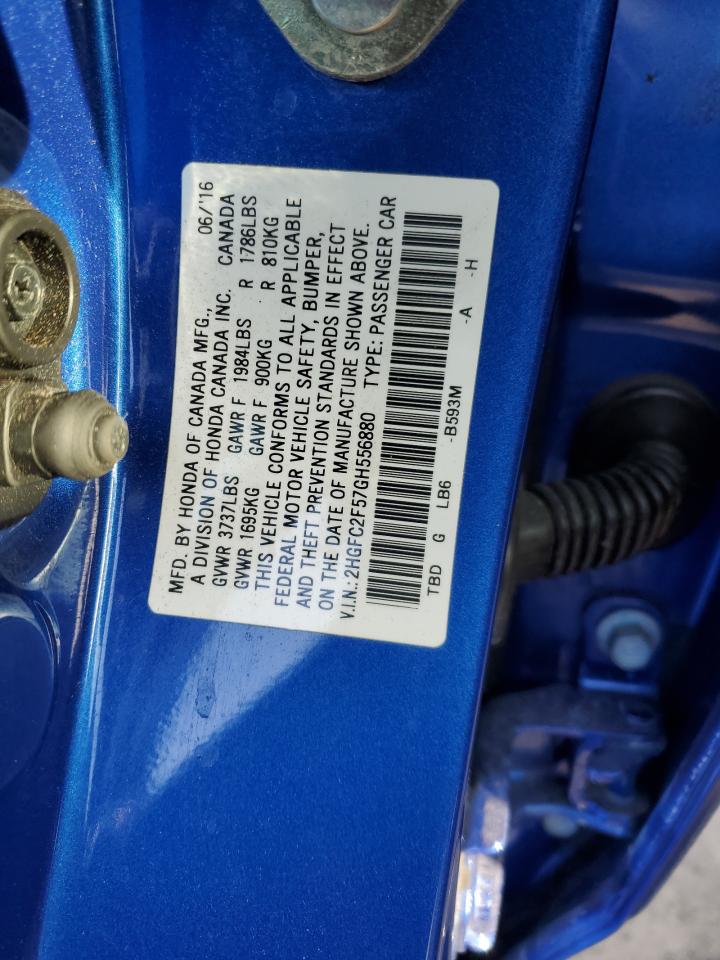 MFD. BY HONDA OF CANADA MFG., 06/'16
A DIVISION OF HONDA CANADA INC. CANADA
GVWR 3737LBS GAWR F 1984LBS R 1786LBS
GVWR 1695KG GAWR F 900KG R 810KG
THIS VEHICLE CONFORMS TO ALL APPLICABLE
FEDERAL MOTOR VEHICLE SAFETY, BUMPER,
AND THEFT PREVENTION STANDARDS IN EFFECT
ON THE DATE OF MANUFACTURE SHOWN ABOVE.
V.I.N.: 2HGFC2F57GH556880 TYPE: PASSENGER CAR
TBD G LB6 -B593M -A -H